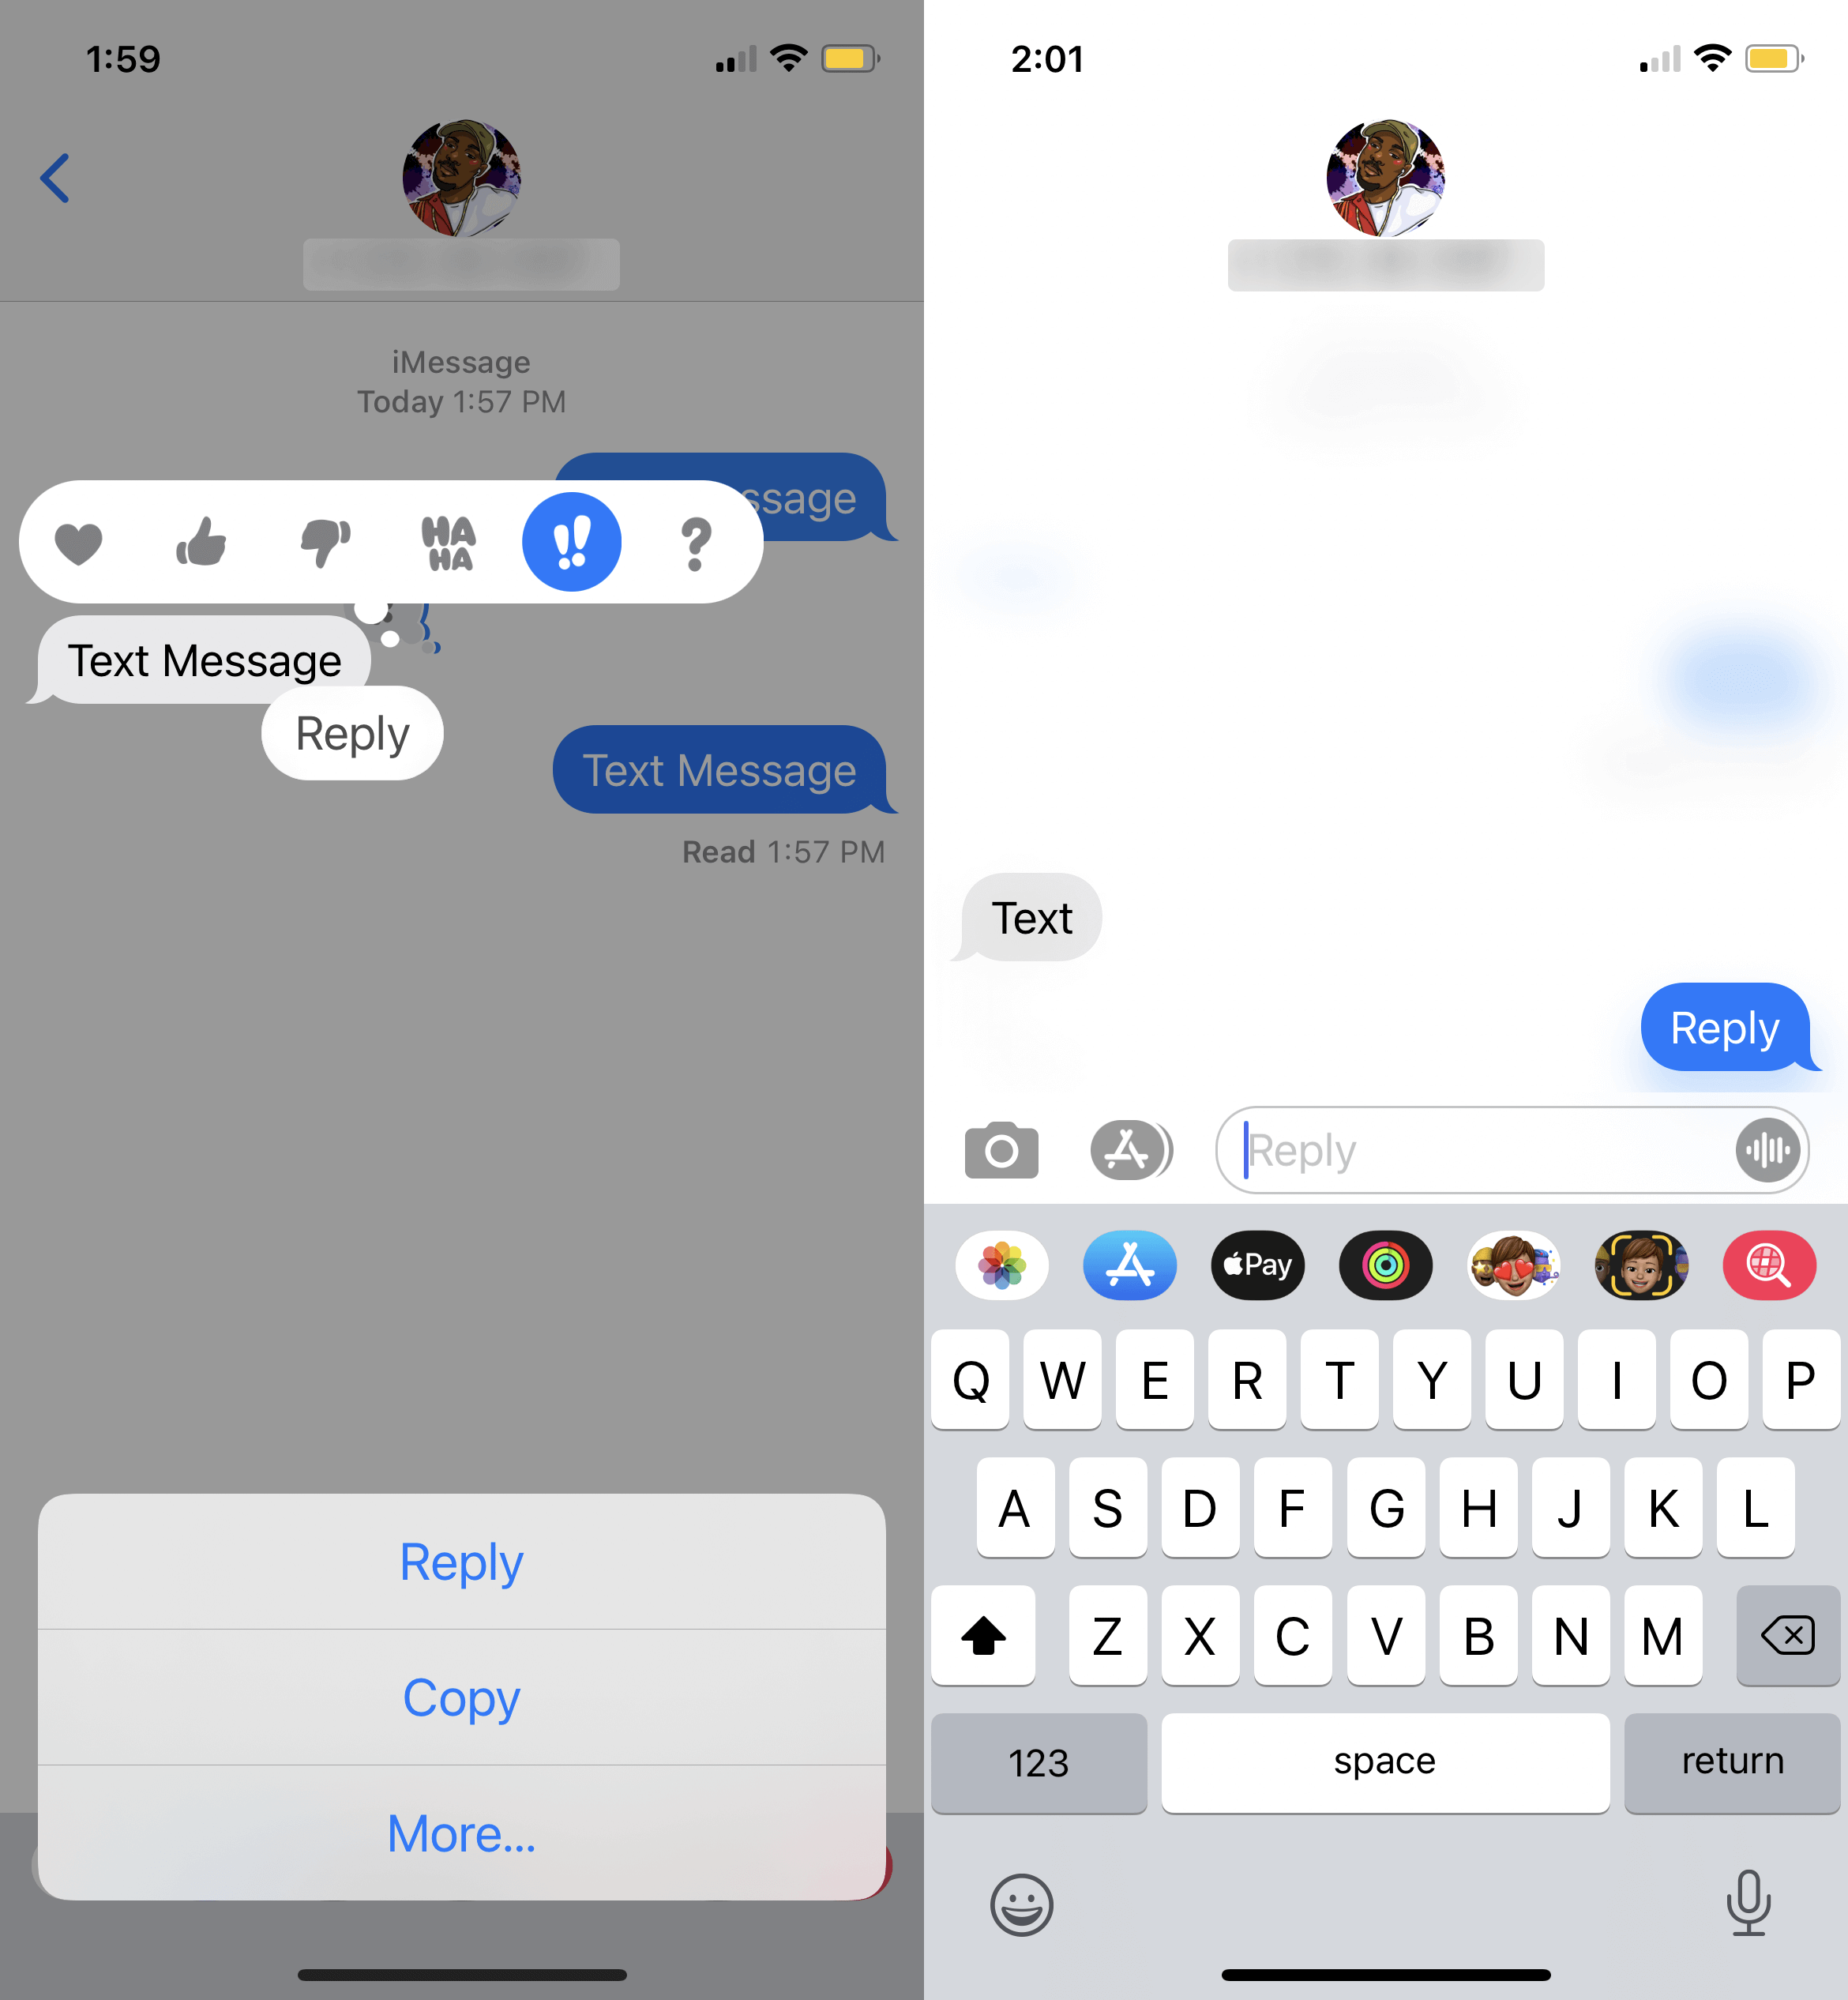 1:59
iMessage
Today 1:57 PM
ssage
HA
HA
!!
?
Text Message
Reply
Text Message
Read 1:57 PM
Reply
Copy
More...
2:01
Text
Reply
Reply
Pay
Q W E R T Y U I O P
A S D F G H J K L
Z X C V B N M
123 space return